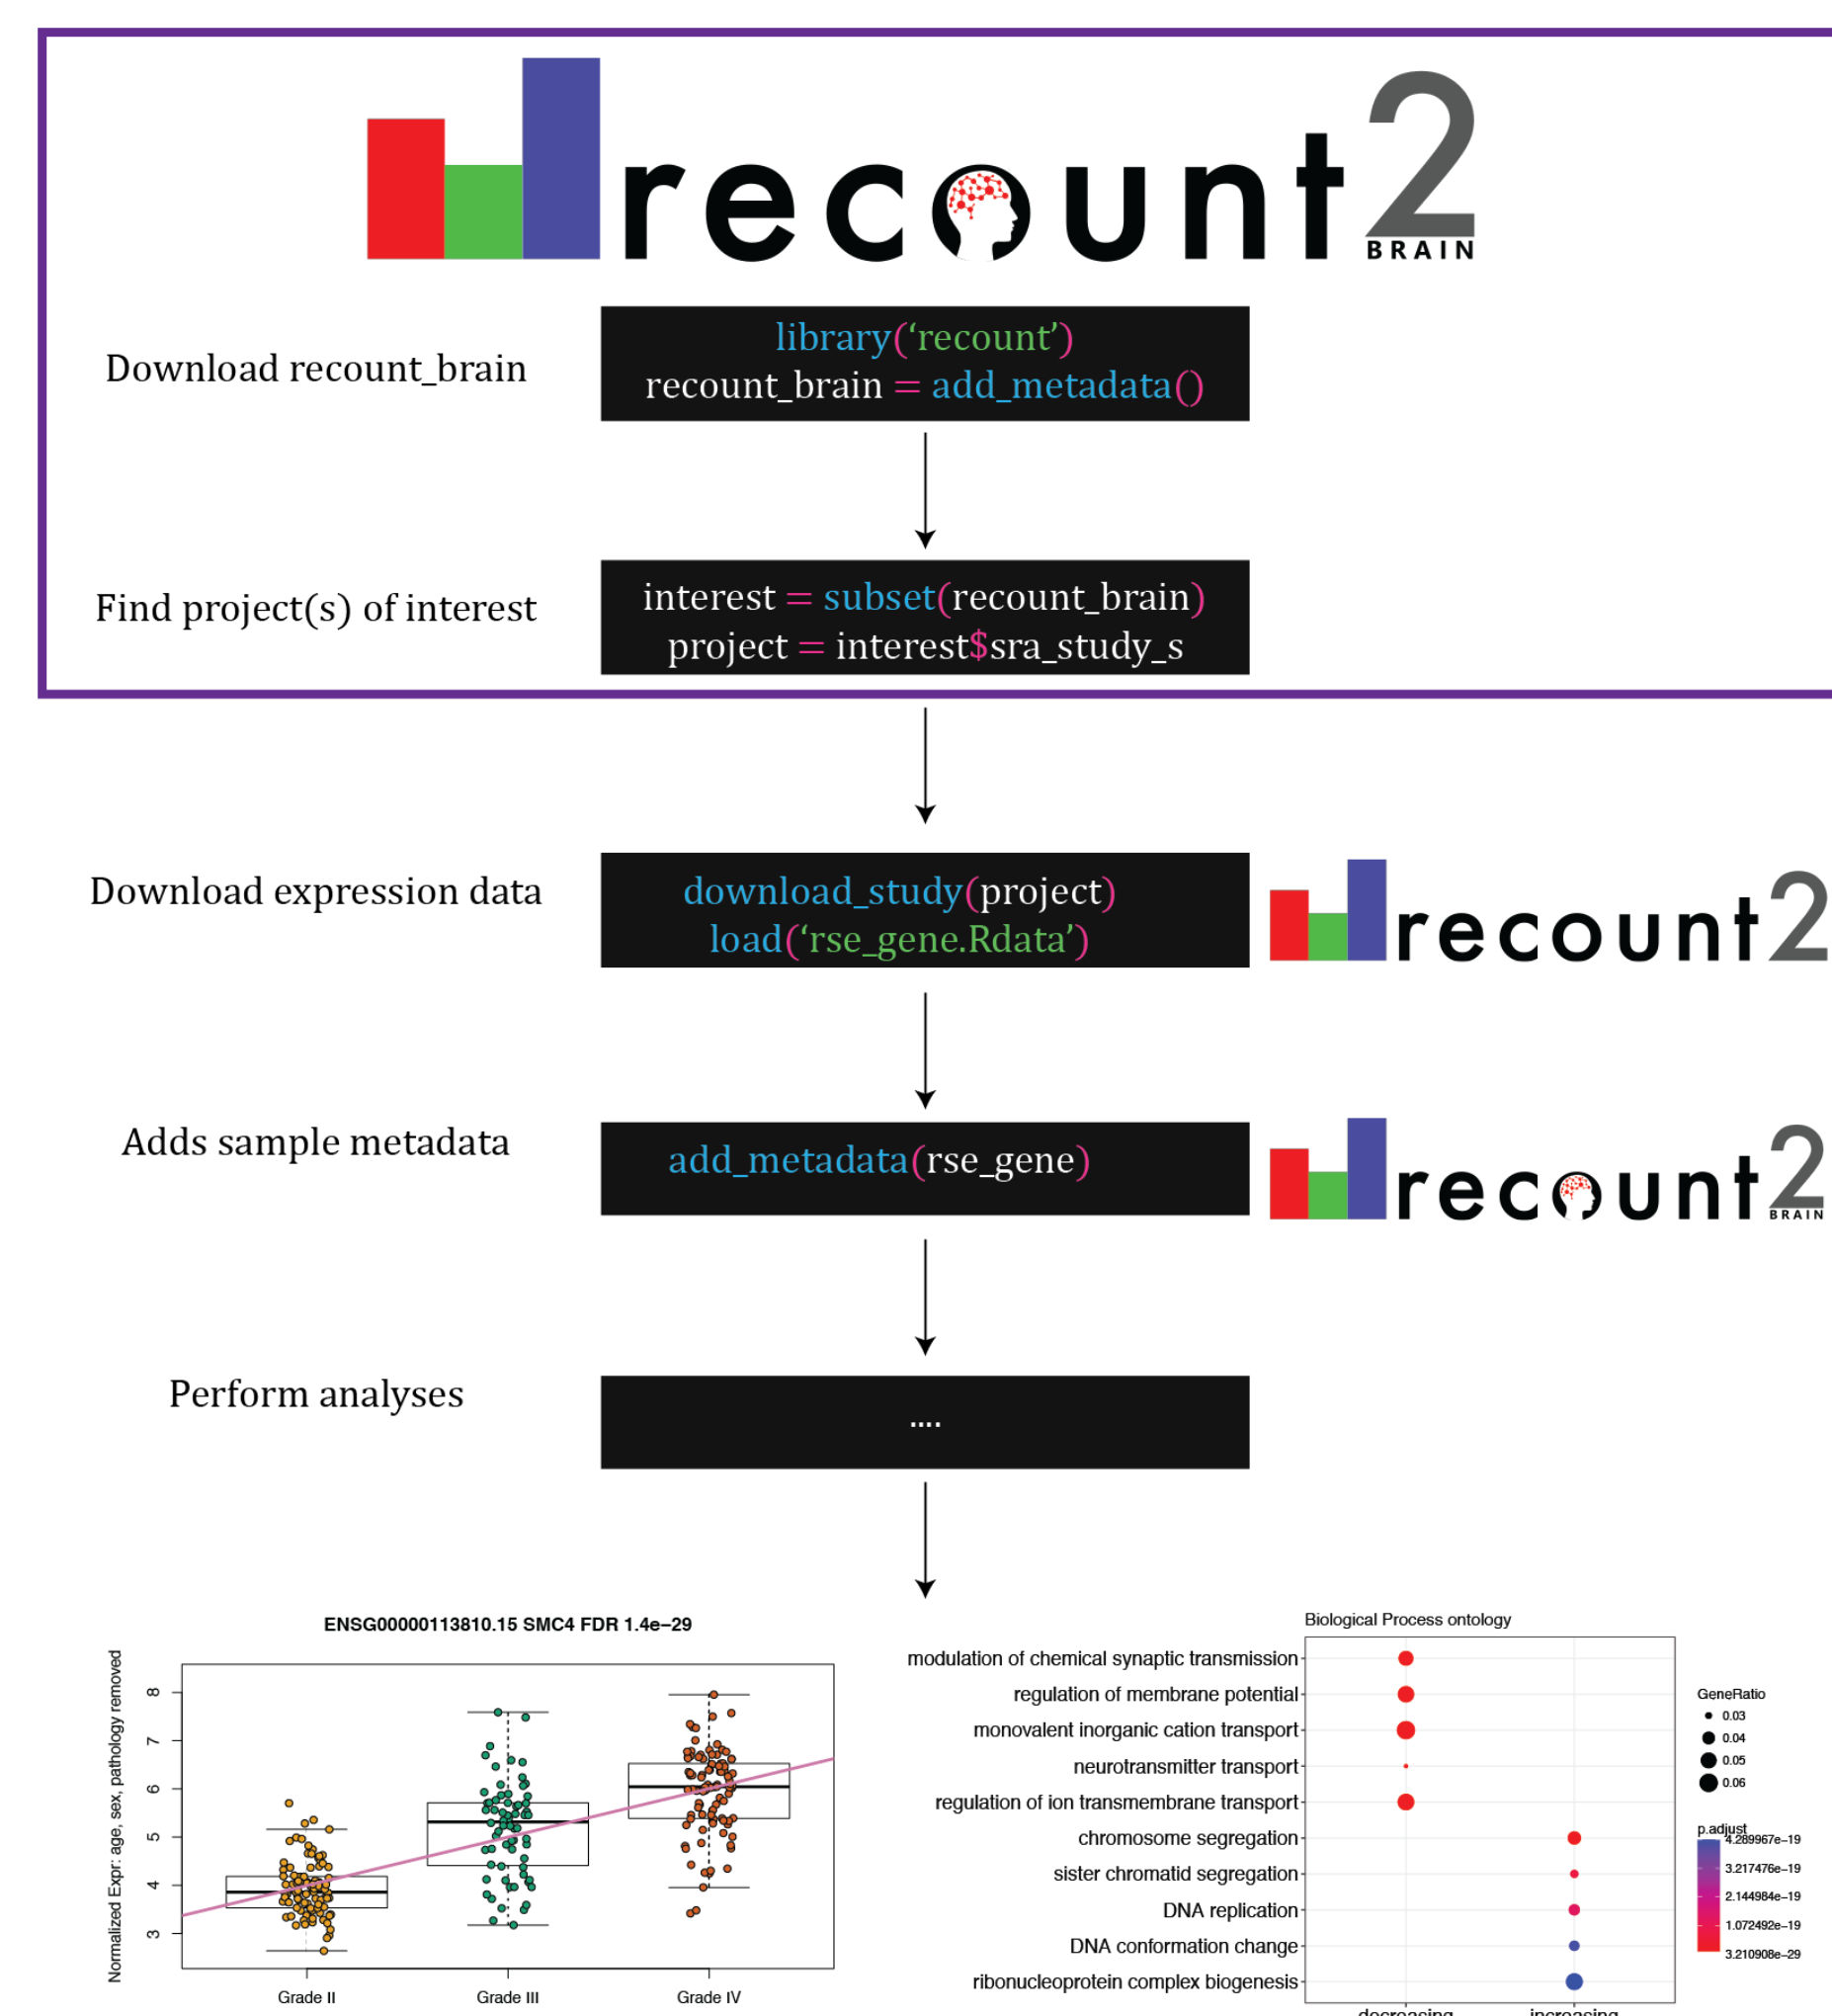 recount2
BRAIN
Download recount_brain
library(‘recount’)
recount_brain = add_metadata()
Find project(s) of interest
interest = subset(recount_brain)
project = interest$sra_study_s
Download expression data
download_study(project)
load(‘rse_gene.Rdata’)
recount2
Adds sample metadata
add_metadata(rse_gene)
recount2
BRAIN
Perform analyses
....
ENSG00000113810.15 SMC4 FDR 1.4e−29
Normalized Expr: age, sex, pathology removed
8
7
6
5
4
3
Grade II
Grade III
Grade IV
Biological Process ontology
modulation of chemical synaptic transmission
regulation of membrane potential
monovalent inorganic cation transport
neurotransmitter transport
regulation of ion transmembrane transport
chromosome segregation
sister chromatid segregation
DNA replication
DNA conformation change
ribonucleoprotein complex biogenesis
decreasing
increasing
GeneRatio
0.03
0.04
0.05
0.06
p.adjust
4.289967e−19
3.217476e−19
2.144984e−19
1.072492e−19
3.210908e−29